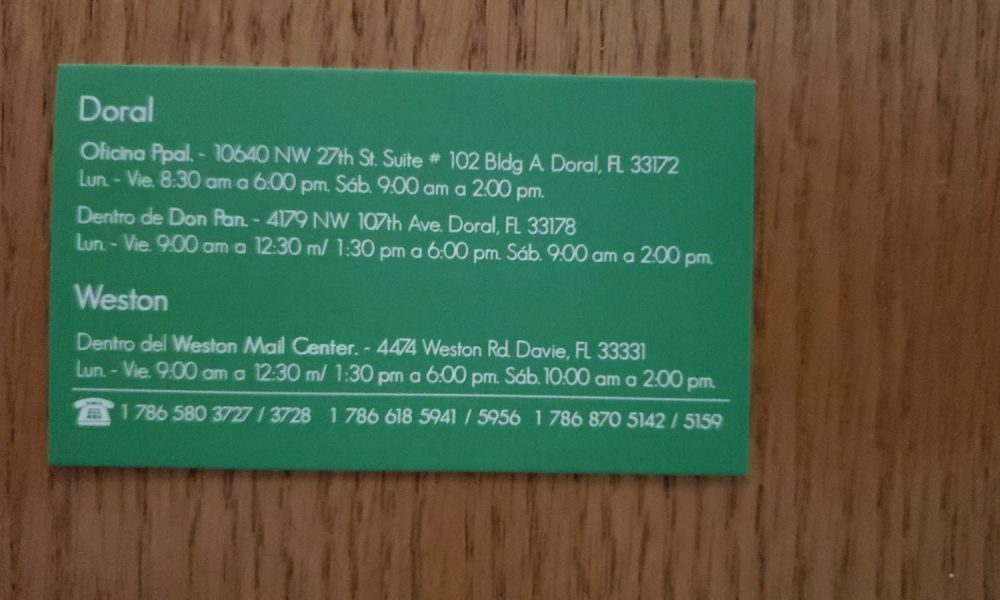 Doral
Oficina Ppal. - 10640 NW 27th St. Suite # 102 Bldg A. Doral, FL 33172
Lun. - Vie. 8:30 am a 6:00 pm. Sáb. 9:00 am a 2:00 pm.
Dentro de Don Pan. - 4179 NW 107th Ave. Doral, FL 33178
Lun. - Vie. 9:00 am a 12:30 m/ 1:30 pm a 6:00 pm. Sáb. 9:00 am a 2:00 pm.
Weston
Dentro del Weston Mail Center. - 4474 Weston Rd. Davie, FL 33331
Lun. - Vie. 9:00 am a 12:30 m/ 1:30 pm a 6:00 pm. Sáb. 10:00 am a 2:00 pm.
1 786 580 3727 / 3728 1 786 618 5941 / 5956 1 786 870 5142 / 5159